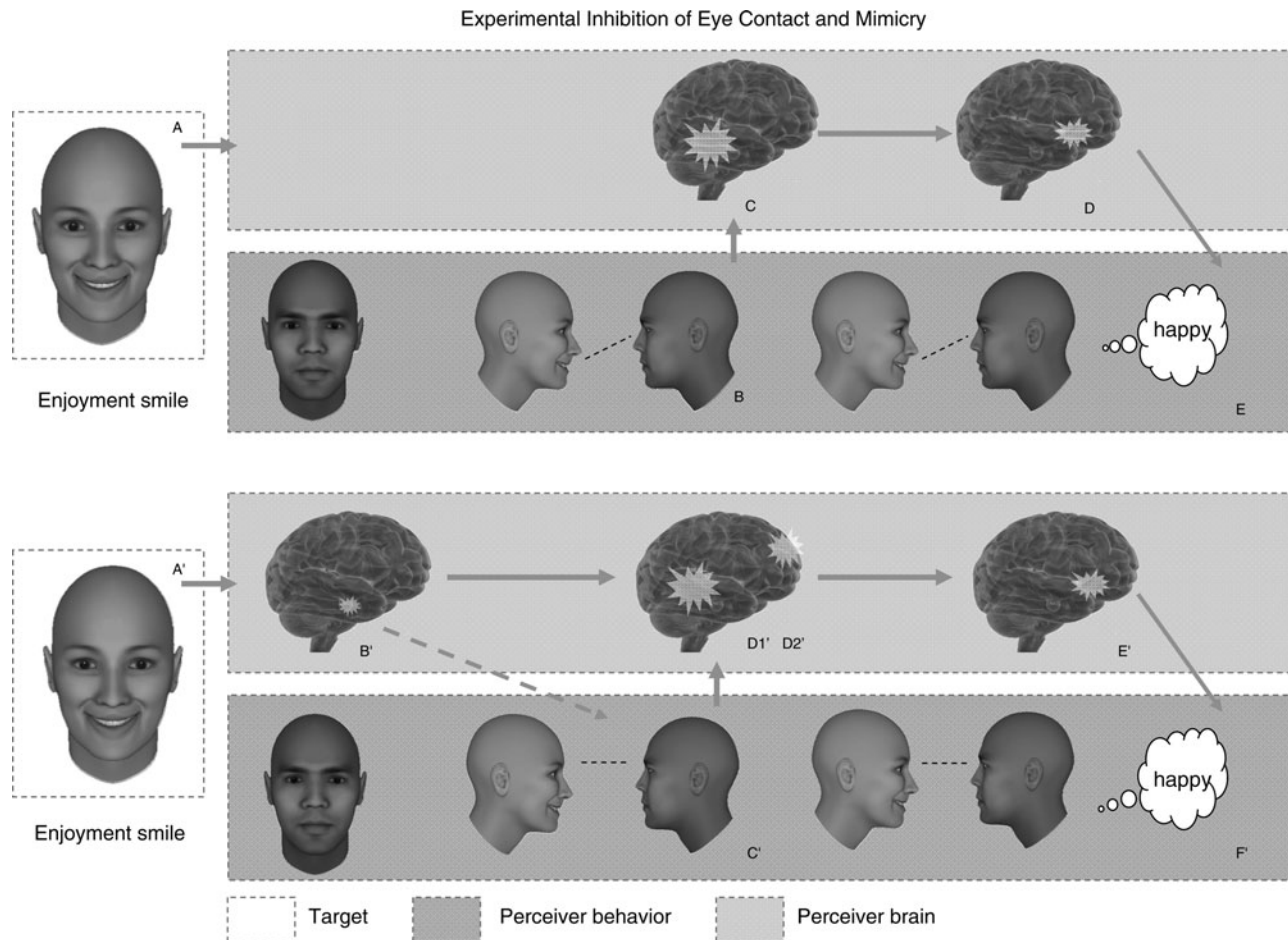 Experimental Inhibition of Eye Contact and Mimicry
A
C
D
Enjoyment smile
B
happy
E
A'
B'
D1' D2'
E'
Enjoyment smile
C'
happy
F'
Target
Perceiver behavior
Perceiver brain